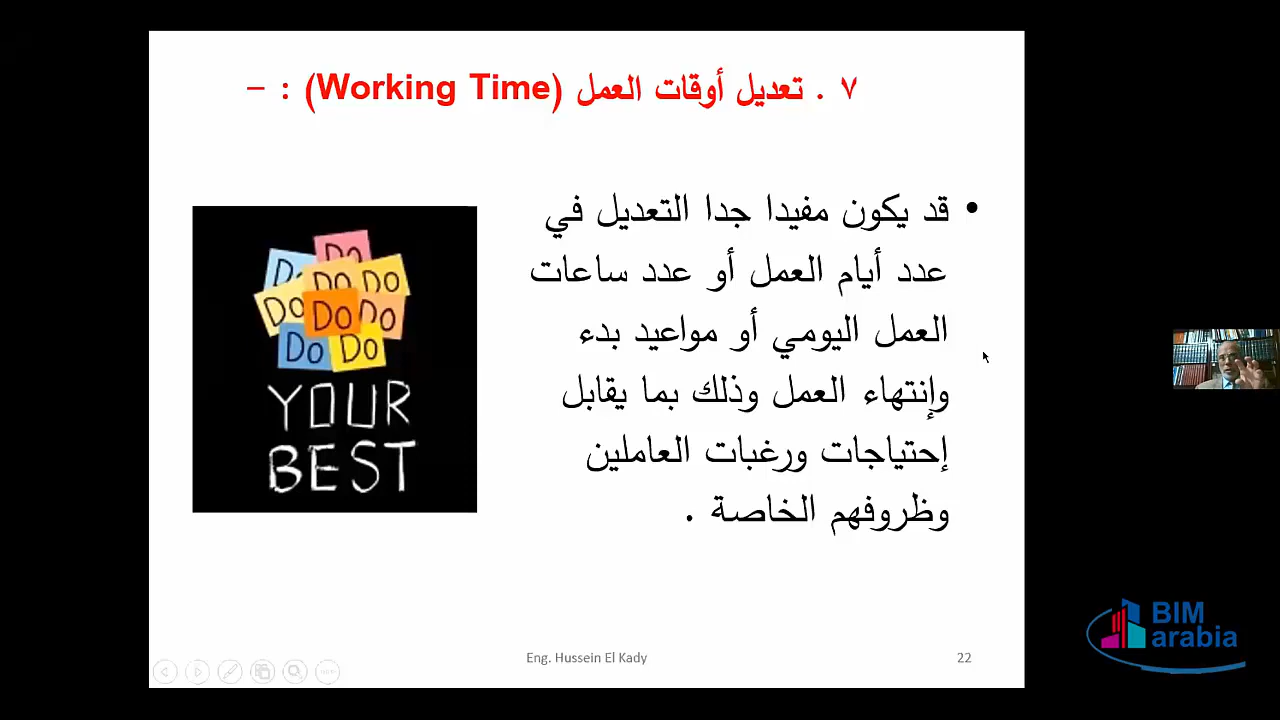 ٧ . تعديل أوقات العمل (Working Time) : –
• قد يكون مفيدا جدا التعديل في
عدد أيام العمل أو عدد ساعات
العمل اليومي أو مواعيد بدء
وإنتهاء العمل وذلك بما يقابل
إحتياجات ورغبات العاملين
وظروفهم الخاصة .
Do
Do
Do Do
Do Do Do
Do Do
YOUR
BEST
Eng. Hussein El Kady
22
BIM
arabia